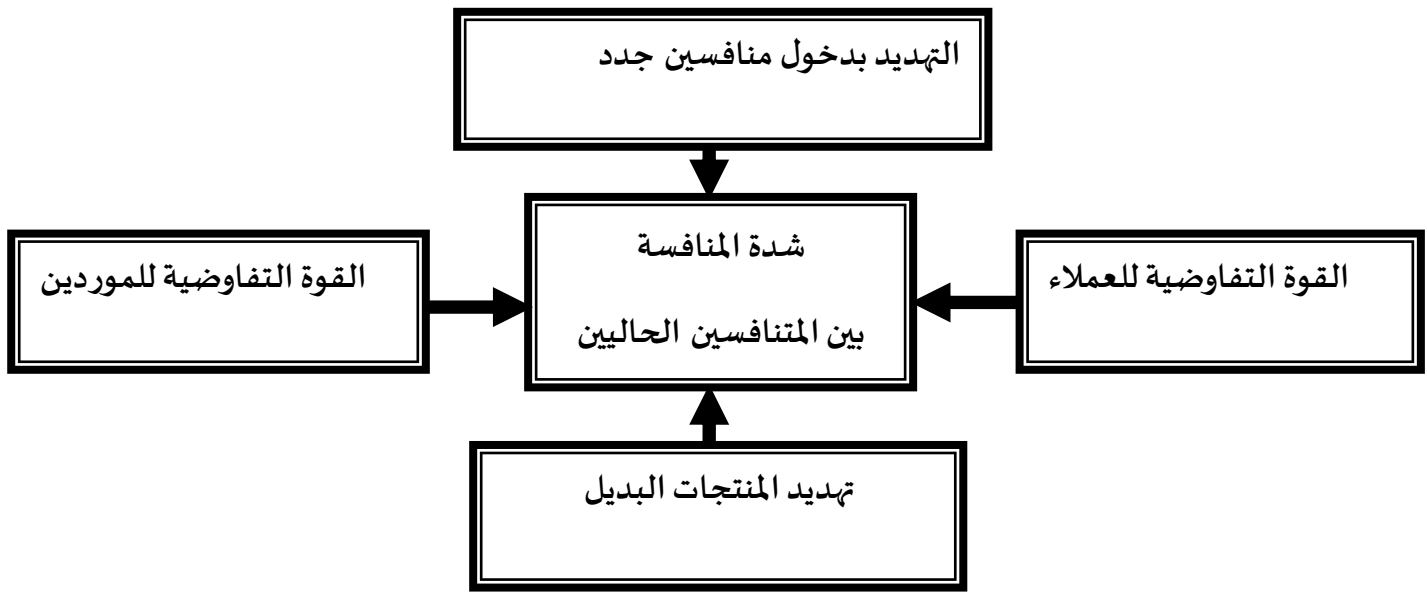 التهديد بدخول منافسين جدد
شدة المنافسة
بين المتنافسين الحاليين
القوة التفاوضية للعملاء
القوة التفاوضية للموردين
تهديد المنتجات البديل